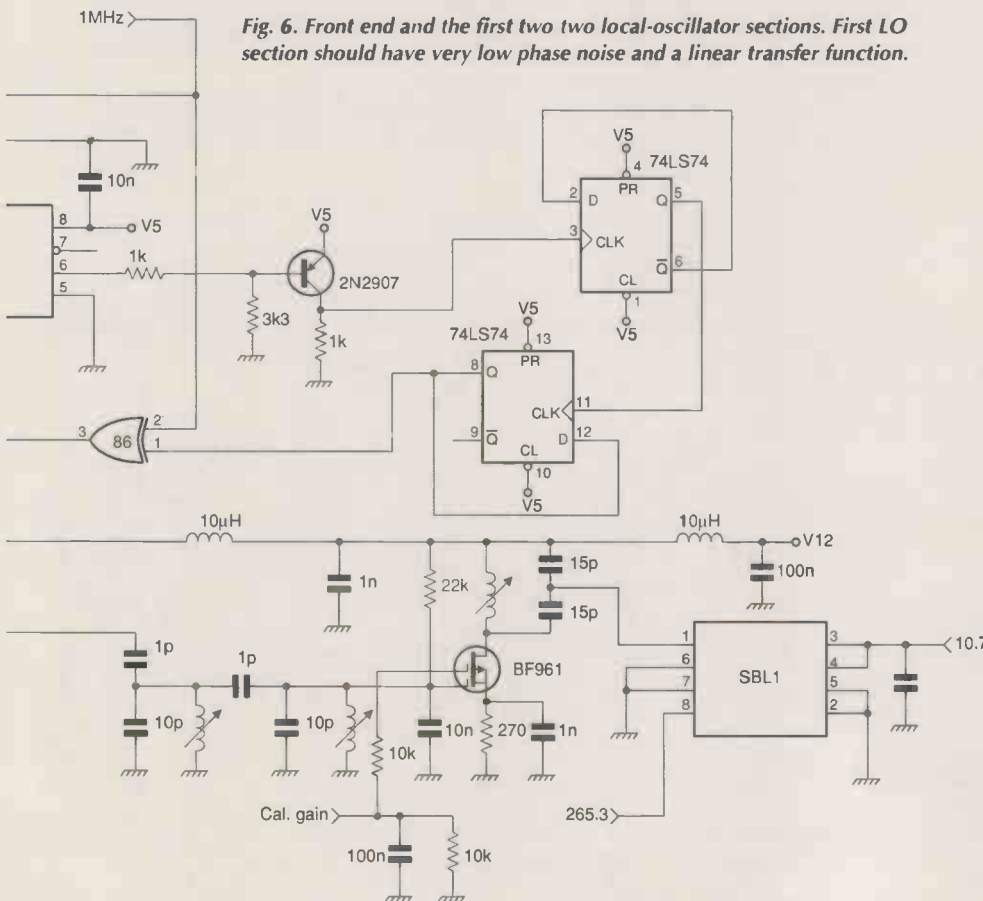 1MHz
Fig. 6. Front end and the first two two local-oscillator sections. First LO
section should have very low phase noise and a linear transfer function.
V5
4
74LS74
10n
2
D
PR
Q
5
8
V5
V5
3
CLK
7
6
1k
2N2907
Q
6
5
CL
1
3k3
V5
V5
1k
74LS74
13
8
Q
PR
CLK
11
3
86
2
1
9
Q
D
12
CL
10
V5
10µH
10µH
V12
1n
22k
15p
100n
15p
1p
1p
BF961
1
3
10.7
6
4
SBL1
7
5
8
2
10p
10p
10n
270
1n
10k
Cal. gain
265.3
100n
10k